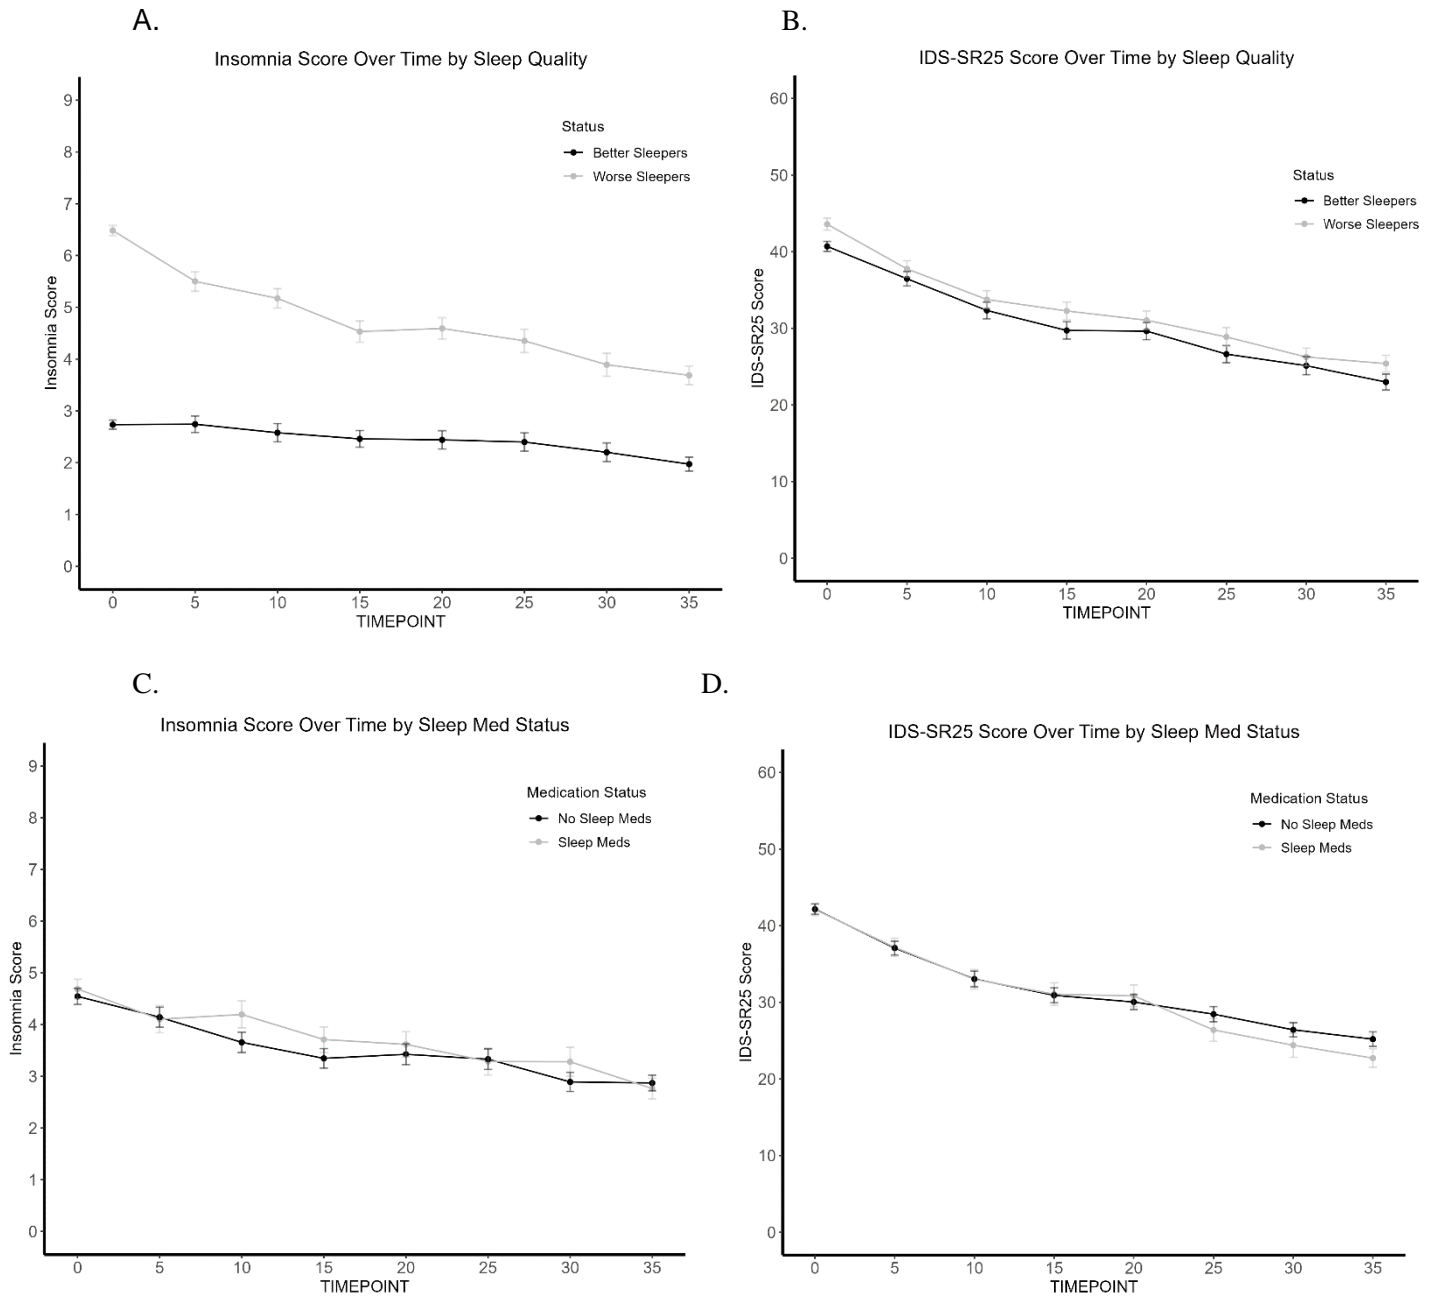 A.
Insomnia Score Over Time by Sleep Quality
9
8
7
6
5
4
3
2
1
0
Insomnia Score
Status
Better Sleepers
Worse Sleepers
0 5 10 15 20 25 30 35
TIMEPOINT
B.
IDS-SR25 Score Over Time by Sleep Quality
60
50
40
30
20
10
0
IDS-SR25 Score
Status
Better Sleepers
Worse Sleepers
0 5 10 15 20 25 30 35
TIMEPOINT
C.
Insomnia Score Over Time by Sleep Med Status
9
8
7
6
5
4
3
2
1
0
Insomnia Score
Medication Status
No Sleep Meds
Sleep Meds
0 5 10 15 20 25 30 35
TIMEPOINT
D.
IDS-SR25 Score Over Time by Sleep Med Status
60
50
40
30
20
10
0
IDS-SR25 Score
Medication Status
No Sleep Meds
Sleep Meds
0 5 10 15 20 25 30 35
TIMEPOINT